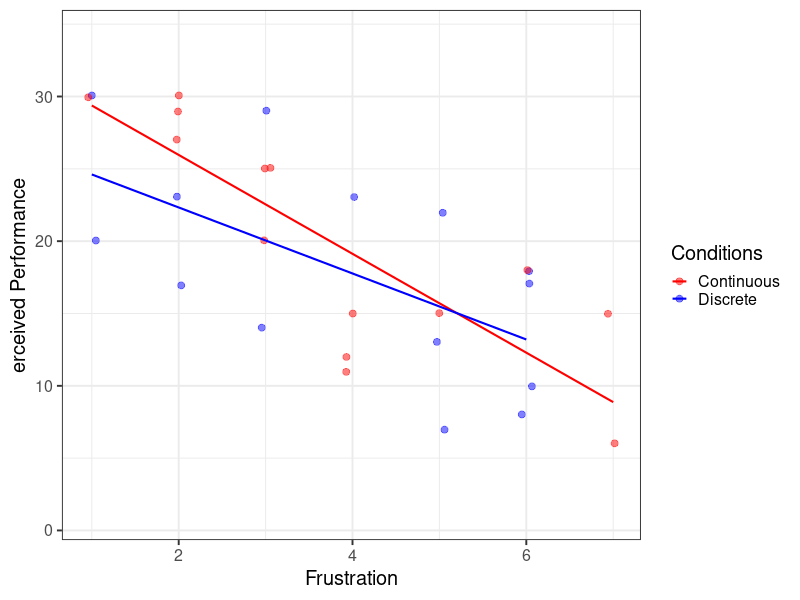 30
20
10
0
erceived Performance
2
4
6
Frustration
Conditions
Continuous
Discrete